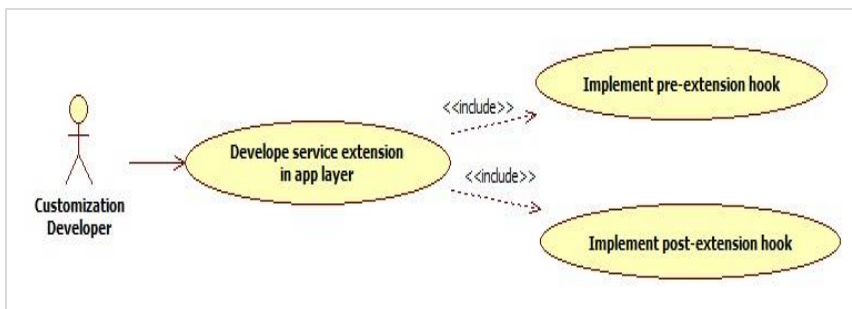 Implement pre-extension hook
<<include>>
Develope service extension
in app layer
<<include>>
Customization
Developer
Implement post-extension hook